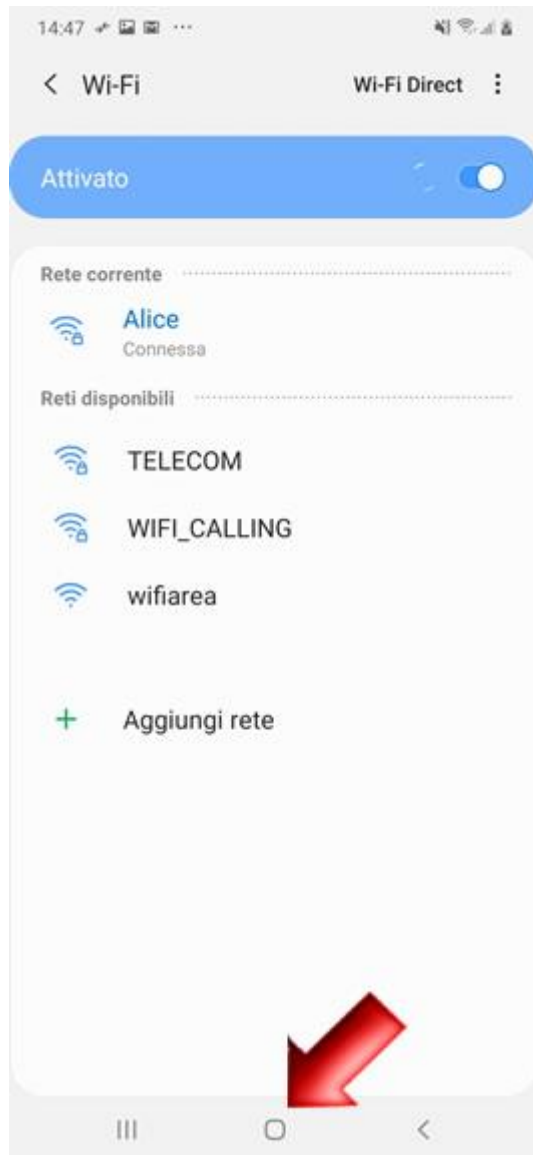 14:47
Wi-Fi Wi-Fi Direct
Attivato
Rete corrente
Alice
Connessa
Reti disponibili
TELECOM
WIFI_CALLING
wifiarea
Aggiungi rete